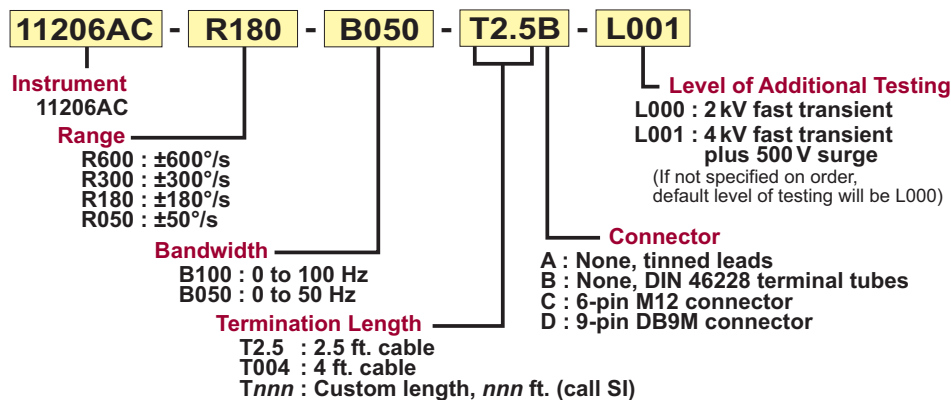 11206AC - R180 - B050 - T2.5B - L001
Instrument
11206AC
Range
R600 : ±600°/s
R300 : ±300°/s
R180 : ±180°/s
R050 : ±50°/s
Bandwidth
B100 : 0 to 100 Hz
B050 : 0 to 50 Hz
Termination Length
T2.5 : 2.5 ft. cable
T004 : 4 ft. cable
Tnnn : Custom length, nnn ft. (call SI)
Connector
A : None, tinned leads
B : None, DIN 46228 terminal tubes
C : 6-pin M12 connector
D : 9-pin DB9M connector
Level of Additional Testing
L000 : 2 kV fast transient
L001 : 4 kV fast transient
plus 500 V surge
(If not specified on order,
default level of testing will be L000)